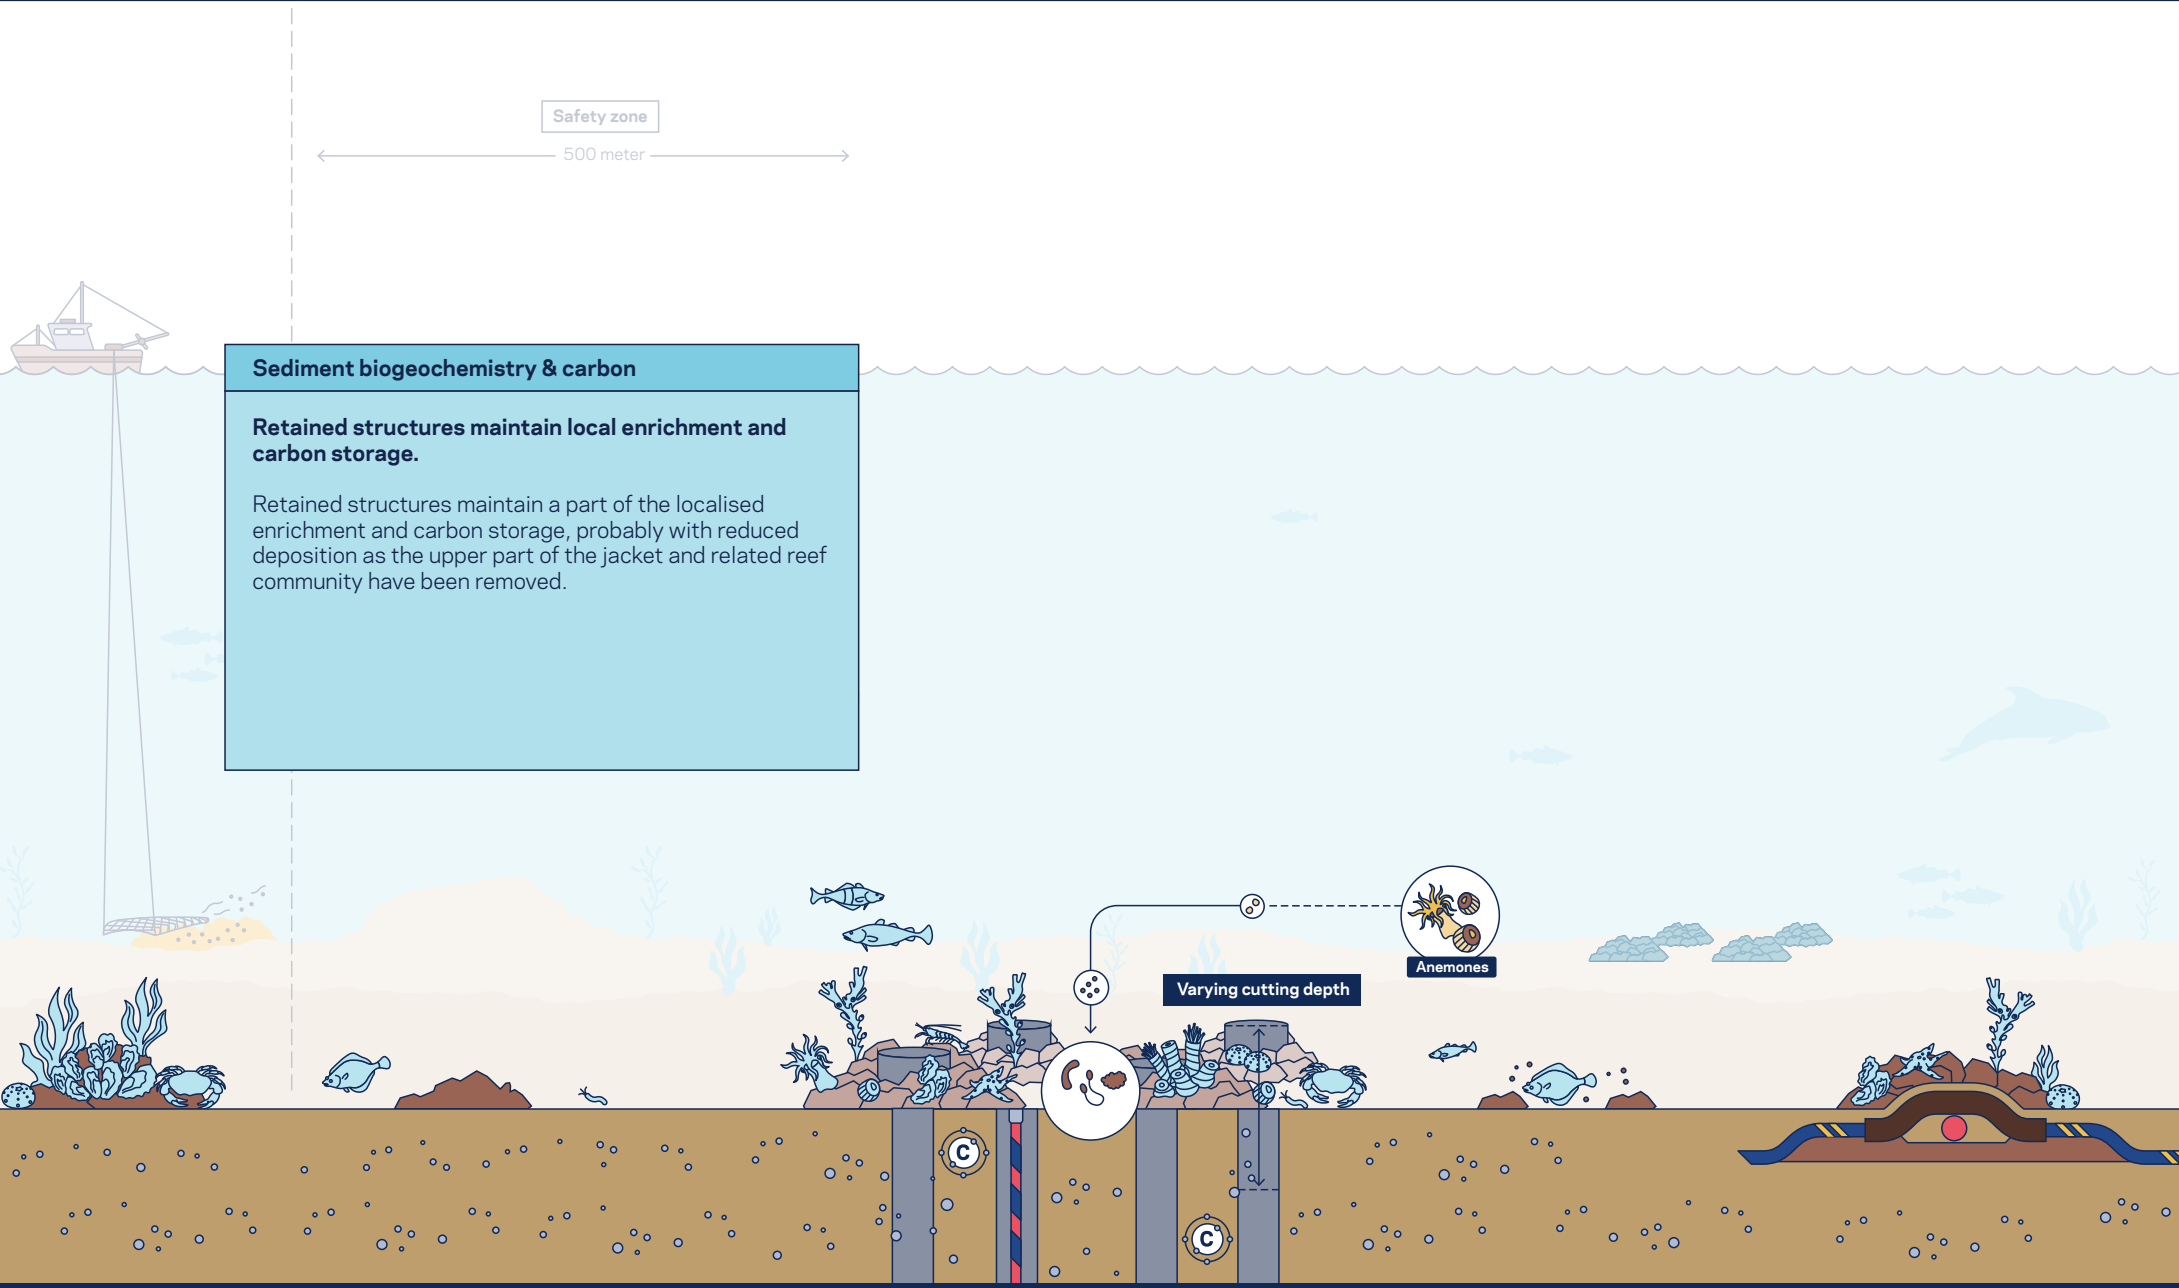 Safety zone
500 meter
Sediment biogeochemistry & carbon
Retained structures maintain local enrichment and
carbon storage.
Retained structures maintain a part of the localised
enrichment and carbon storage, probably with reduced
deposition as the upper part of the jacket and related reef
community have been removed.
Anemones
Varying cutting depth
C
C